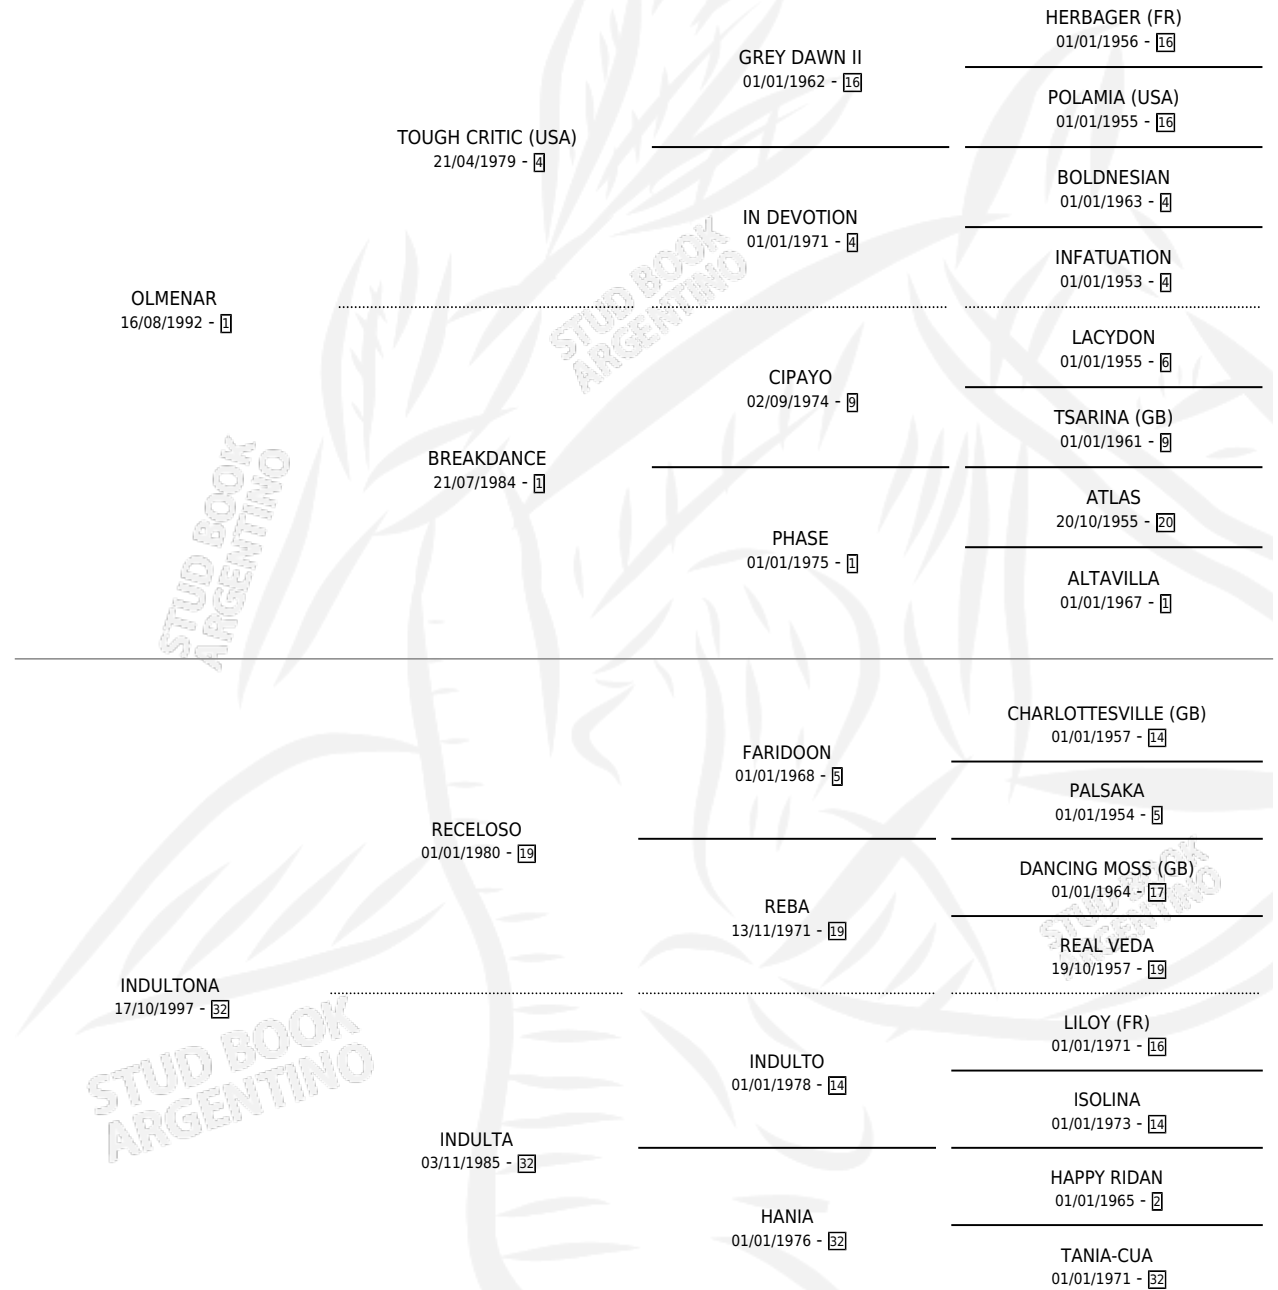 HERBAGER (FR)
01/01/1956 - 16
GREY DAWN II
01/01/1962 - 16
POLAMIA (USA)
01/01/1955 - 16
TOUGH CRITIC (USA)
21/04/1979 - 4
BOLDNESIAN
01/01/1963 - 4
IN DEVOTION
01/01/1971 - 4
INFATUATION
01/01/1953 - 4
OLMENAR
16/08/1992 - 1
LACYDON
01/01/1955 - 6
CIPAYO
02/09/1974 - 9
TSARINA (GB)
01/01/1961 - 9
BREAKDANCE
21/07/1984 - 1
ATLAS
20/10/1955 - 20
PHASE
01/01/1975 - 1
ALTAVILLA
01/01/1967 - 1
STUD BOOK
ARGENTINO
STUD BOOK
ARGENTINO
CHARLOTTESVILLE (GB)
01/01/1957 - 14
FARIDOON
01/01/1968 - 5
PALSAKA
01/01/1954 - 5
RECELOSO
01/01/1980 - 19
DANCING MOSS (GB)
01/01/1964 - 17
REBA
13/11/1971 - 19
REAL VEDA
19/10/1957 - 19
STUD BOOK
ARGENTINO
INDULTONA
17/10/1997 - 32
LILOY (FR)
01/01/1971 - 16
INDULTO
01/01/1978 - 14
ISOLINA
01/01/1973 - 14
INDULTA
03/11/1985 - 32
HAPPY RIDAN
01/01/1965 - 2
HANIA
01/01/1976 - 32
TANIA-CUA
01/01/1971 - 32
STUD BOOK
ARGENTINO